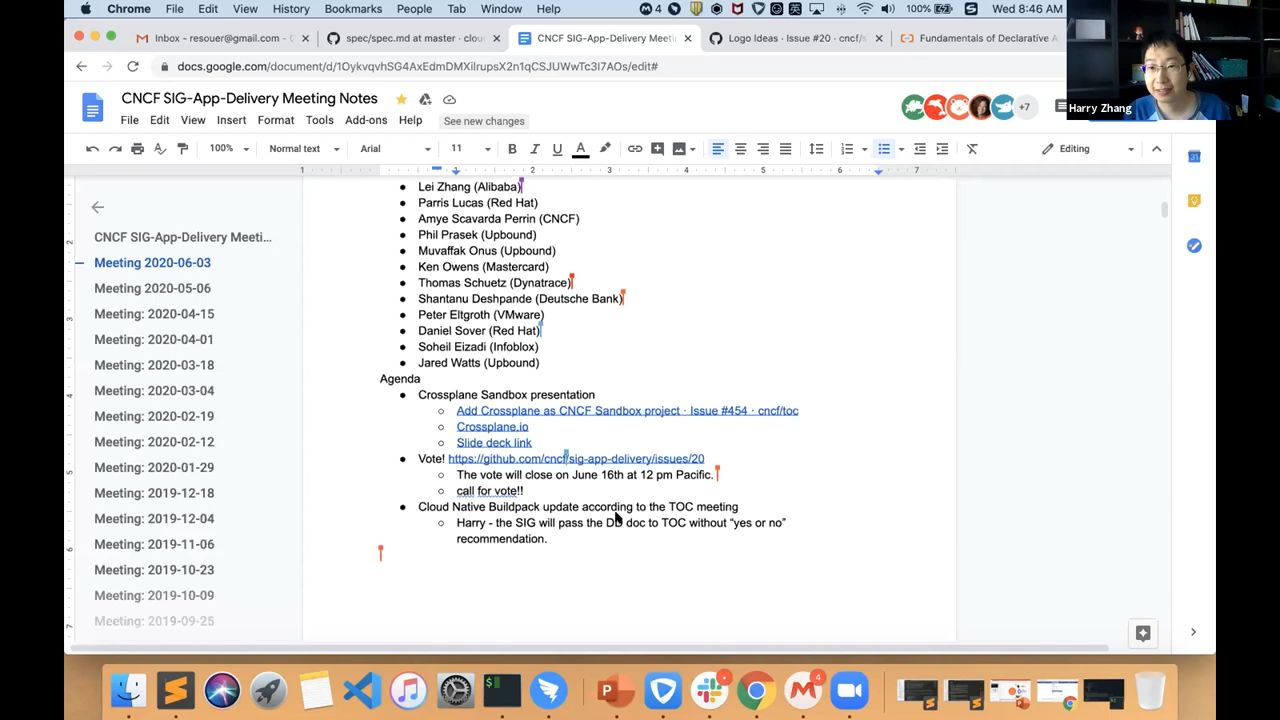 Chrome File Edit View History Bookmarks People Tab Window Help
4 100% Wed 8:46 AM
Inbox - resouer@gmail.com -
spec/spec.md at master · clou
CNCF SIG-App-Delivery Meeti
Logo Ideas · Issue #20 · cncf/s
Fundamentals of Declarative A
docs.google.com/document/d/1OykvqvhSG4AxEdmDMXilrupsX2n1qCSJUWwTc3I7AOs/edit#
Harry Zhang
CNCF SIG-App-Delivery Meeting Notes
File Edit View Insert Format Tools Add-ons Help See new changes
+7
100% Normal text Arial 11 B I U A Editing
1 1 2 3 4 5 6 7
CNCF SIG-App-Delivery Meeti...
Meeting 2020-06-03
Meeting 2020-05-06
Meeting: 2020-04-15
Meeting: 2020-04-01
Meeting: 2020-03-18
Meeting: 2020-03-04
Meeting: 2020-02-19
Meeting: 2020-02-12
Meeting: 2020-01-29
Meeting: 2019-12-18
Meeting: 2019-12-04
Meeting: 2019-11-06
Meeting: 2019-10-23
Meeting: 2019-10-09
Meeting: 2019-09-25
Lei Zhang (Alibaba)
Parris Lucas (Red Hat)
Amye Scavarda Perrin (CNCF)
Phil Prasek (Upbound)
Muvaffak Onus (Upbound)
Ken Owens (Mastercard)
Thomas Schuetz (Dynatrace)
Shantanu Deshpande (Deutsche Bank)
Peter Eltgroth (VMware)
Daniel Sover (Red Hat)
Soheil Eizadi (Infoblox)
Jared Watts (Upbound)
Agenda
Crossplane Sandbox presentation
Add Crossplane as CNCF Sandbox project · Issue #454 · cncf/toc
Crossplane.io
Slide deck link
Vote! https://github.com/cncf/sig-app-delivery/issues/20
The vote will close on June 16th at 12 pm Pacific.
call for vote!!
Cloud Native Buildpack update according to the TOC meeting
Harry - the SIG will pass the DD doc to TOC without “yes or no”
recommendation.